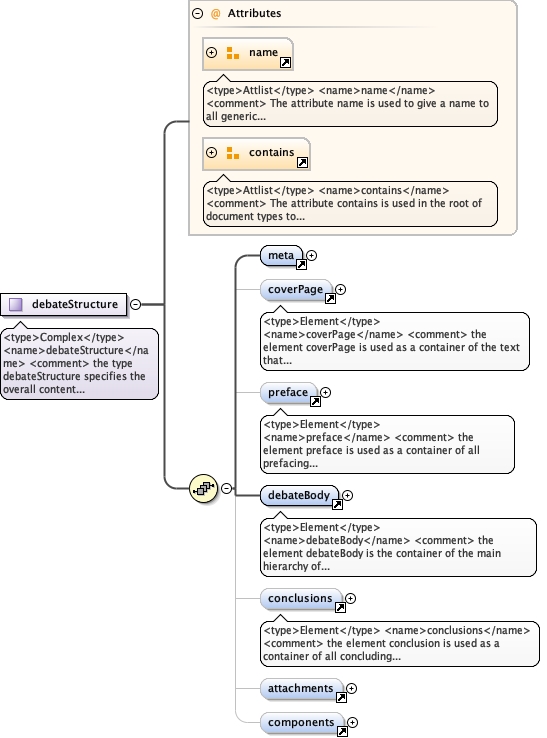 @ Attributes
name
<type>Attlist</type> <name>name</name>
<comment> The attribute name is used to give a name to
all generic...
contains
<type>Attlist</type> <name>contains</name>
<comment> The attribute contains is used in the root of
document types to...
debateStructure
<type>Complex</type>
<name>debateStructure</na
me> <comment> the type
debateStructure specifies the
overall content...
meta
coverPage
<type>Element</type>
<name>coverPage</name> <comment> the
element coverPage is used as a container of the text
that...
preface
<type>Element</type>
<name>preface</name> <comment> the
element preface is used as a container of all
prefacing...
debateBody
<type>Element</type>
<name>debateBody</name> <comment> the
element debateBody is the container of the main
hierarchy of...
conclusions
<type>Element</type> <name>conclusions</name>
<comment> the element conclusion is used as a
container of all concluding...
attachments
components